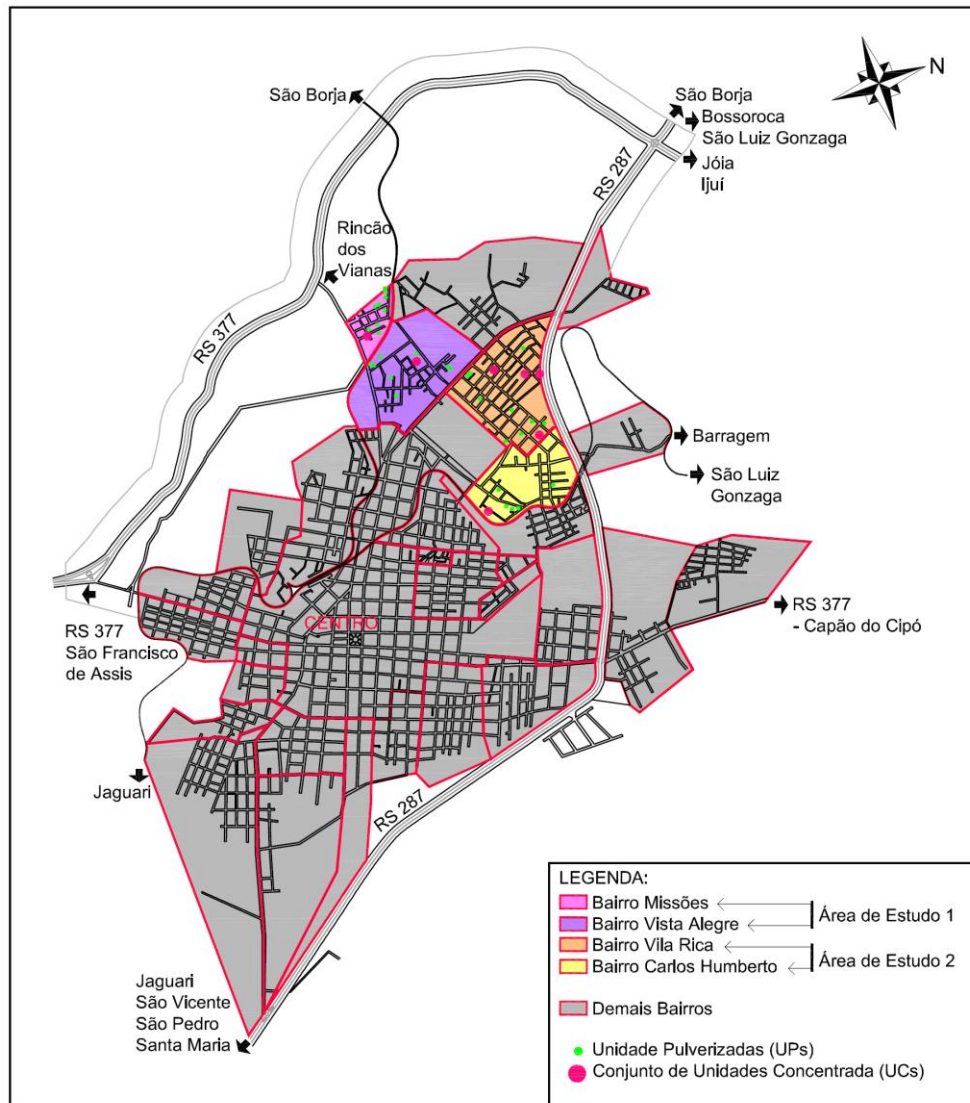 N
São Borja
São Borja
Bossoroca
São Luiz Gonzaga
Jóia
Ijuí
RS 287
Rincão
dos
Vianas
RS 377
Barragem
São Luiz
Gonzaga
RS 377
- Capão do Cipó
CENTRO
RS 377
São Francisco
de Assis
Jaguari
RS 287
Jaguari
São Vicente
São Pedro
Santa Maria
LEGENDA:
Bairro Missões
Bairro Vista Alegre
Área de Estudo 1
Bairro Vila Rica
Bairro Carlos Humberto
Área de Estudo 2
Demais Bairros
Unidade Pulverizadas (UPs)
Conjunto de Unidades Concentrada (UCs)